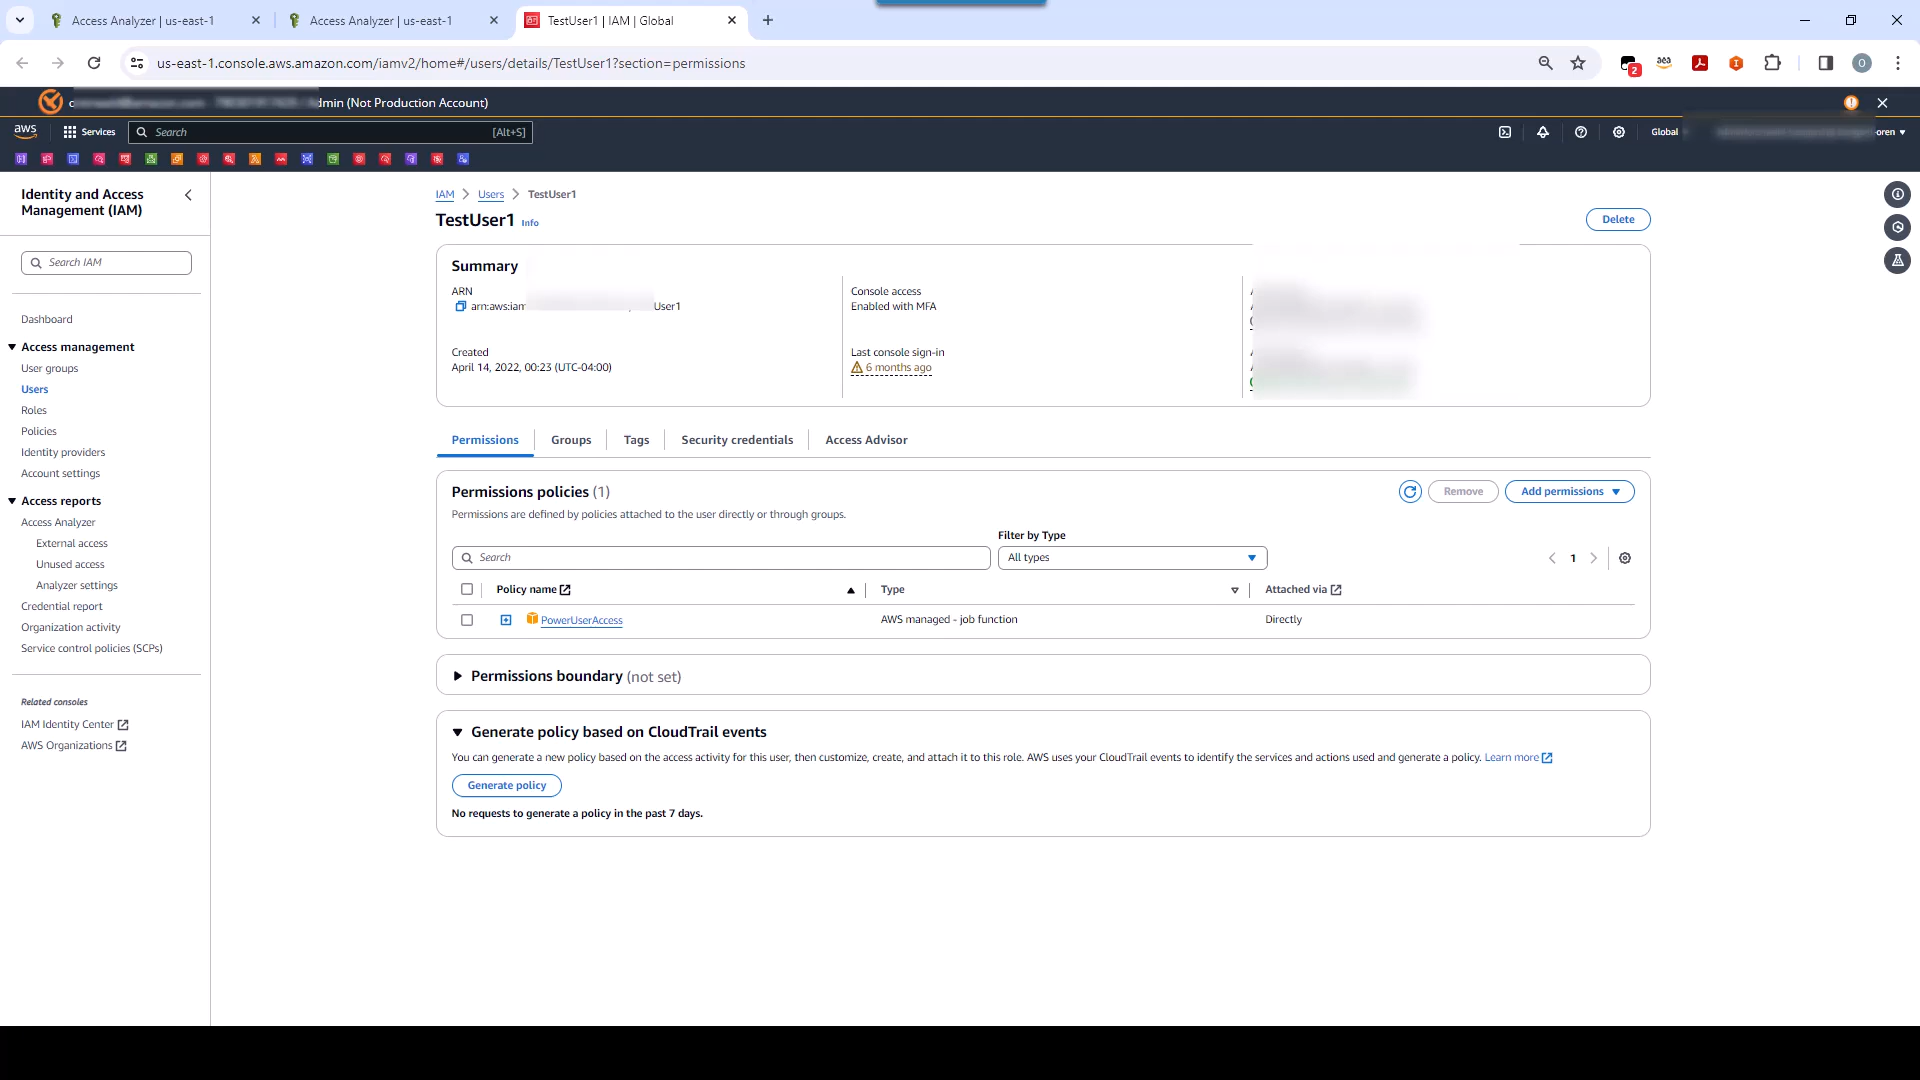 Access Analyzer | us-east-1
Access Analyzer | us-east-1
TestUser1 | IAM | Global
us-east-1.console.aws.amazon.com/iamv2/home#/users/details/TestUser1?section=permissions
2
O
dmin (Not Production Account)
aws
Services
Search
[Alt+S]
Global
oren
Identity and Access
Management (IAM)
Search IAM
Dashboard
Access management
User groups
Users
Roles
Policies
Identity providers
Account settings
Access reports
Access Analyzer
External access
Unused access
Analyzer settings
Credential report
Organization activity
Service control policies (SCPs)
Related consoles
IAM Identity Center
AWS Organizations
IAM > Users > TestUser1
TestUser1 Info
Delete
Summary
ARN
arn:aws:iam
User1
Created
April 14, 2022, 00:23 (UTC-04:00)
Console access
Enabled with MFA
Last console sign-in
6 months ago
Permissions
Groups
Tags
Security credentials
Access Advisor
Permissions policies (1)
Remove
Add permissions
Permissions are defined by policies attached to the user directly or through groups.
Filter by Type
Search
All types
1
Policy name
Type
Attached via
PowerUserAccess
AWS managed - job function
Directly
Permissions boundary (not set)
Generate policy based on CloudTrail events
You can generate a new policy based on the access activity for this user, then customize, create, and attach it to this role. AWS uses your CloudTrail events to identify the services and actions used and generate a policy. Learn more
Generate policy
No requests to generate a policy in the past 7 days.